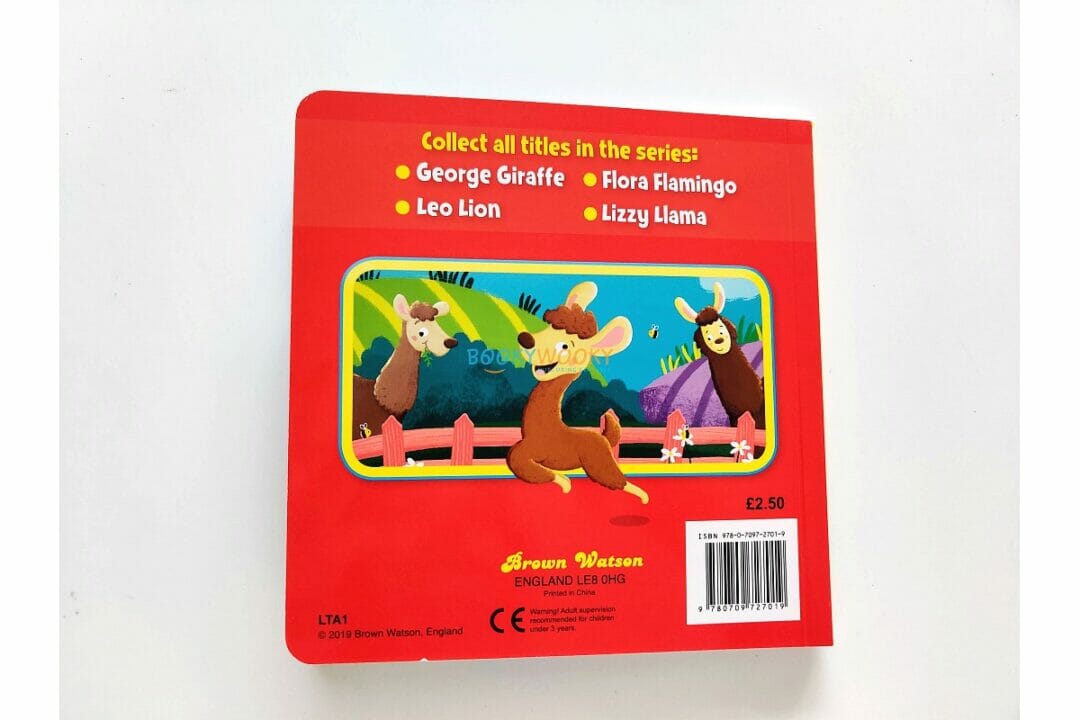 Collect all titles in the series:
George Giraffe
Flora Flamingo
Leo Lion
Lizzy Llama
BOOKYWOOKY
£2.50
ISBN 978-0-7097-2701-9
9 780709 727019
Brown Watson
ENGLAND LE8 0HG
Printed in China
CE
Warning! Adult supervision
recommended for children
under 3 years.
LTA1
© 2019 Brown Watson, England